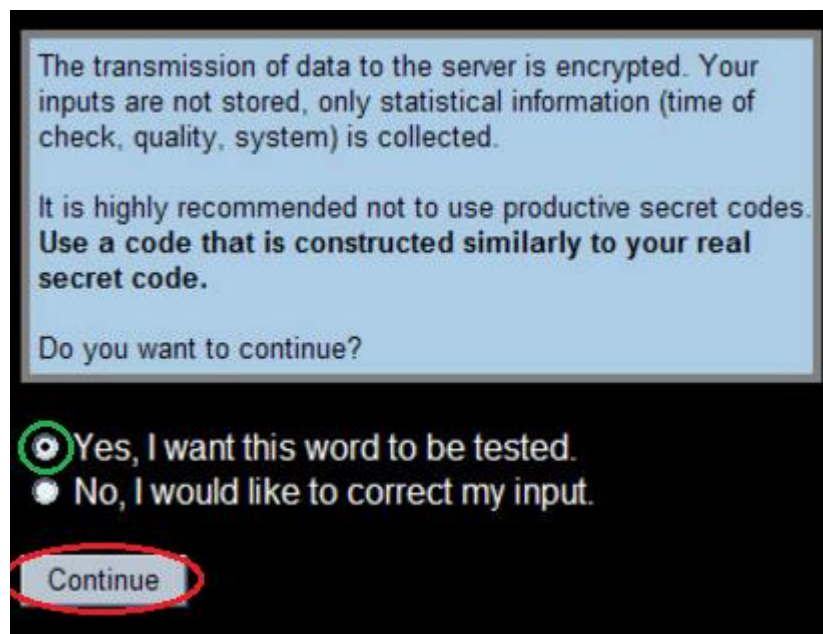 The transmission of data to the server is encrypted. Your
inputs are not stored, only statistical information (time of
check, quality, system) is collected.
It is highly recommended not to use productive secret codes.
Use a code that is constructed similarly to your real
secret code.
Do you want to continue?
Yes, I want this word to be tested.
No, I would like to correct my input.
Continue